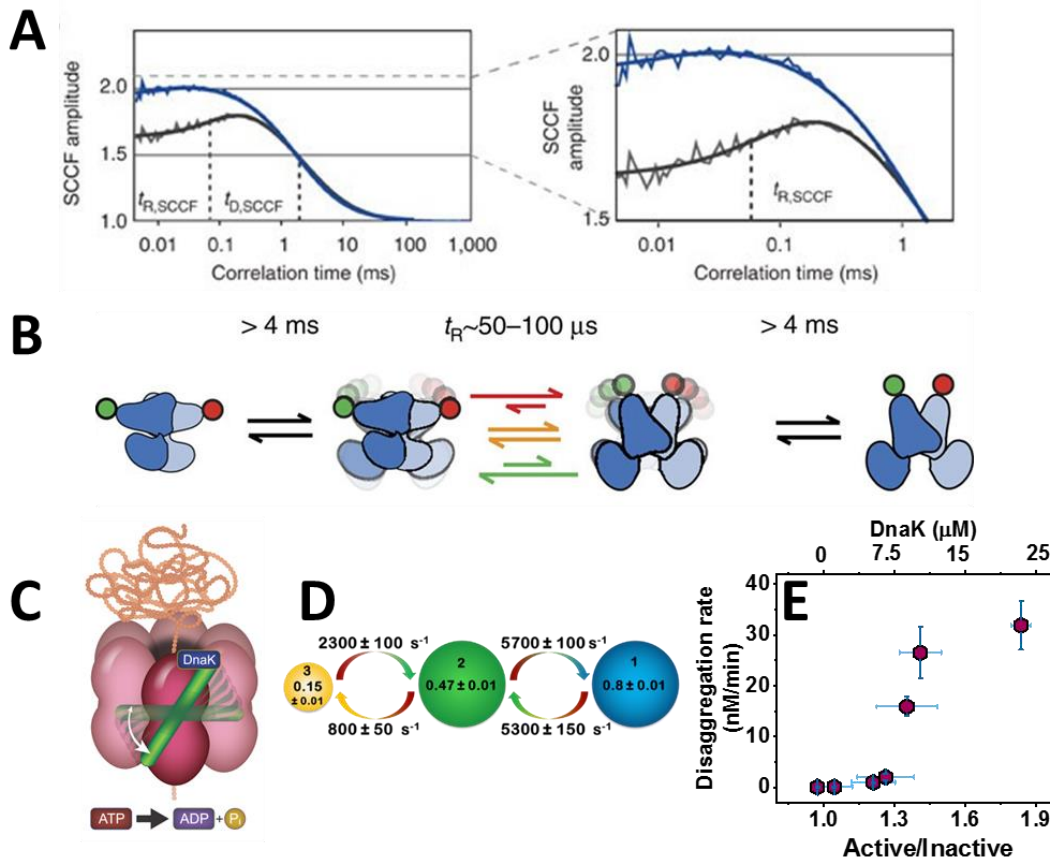 A
SCCF amplitude
2.0
1.5
1.0
tR,SCCF
tD,SCCF
0.01 0.1 1 10 100 1,000
Correlation time (ms)
SCCF
amplitude
2.0
1.5
tR,SCCF
0.01 0.1 1
Correlation time (ms)
B
> 4 ms
tR~50–100 μs
> 4 ms
C
DnaK
ATP ADP + Pi
D
2300 ± 100 s-1
5700 ± 100 s-1
3
0.15
± 0.01
2
0.47 ± 0.01
1
0.8 ± 0.01
800 ± 50 s-1
5300 ± 150 s-1
E
DnaK (μM)
0 7.5 15 25
Disaggregation rate
(nM/min)
40
30
20
10
0
1.0 1.3 1.6 1.9
Active/Inactive